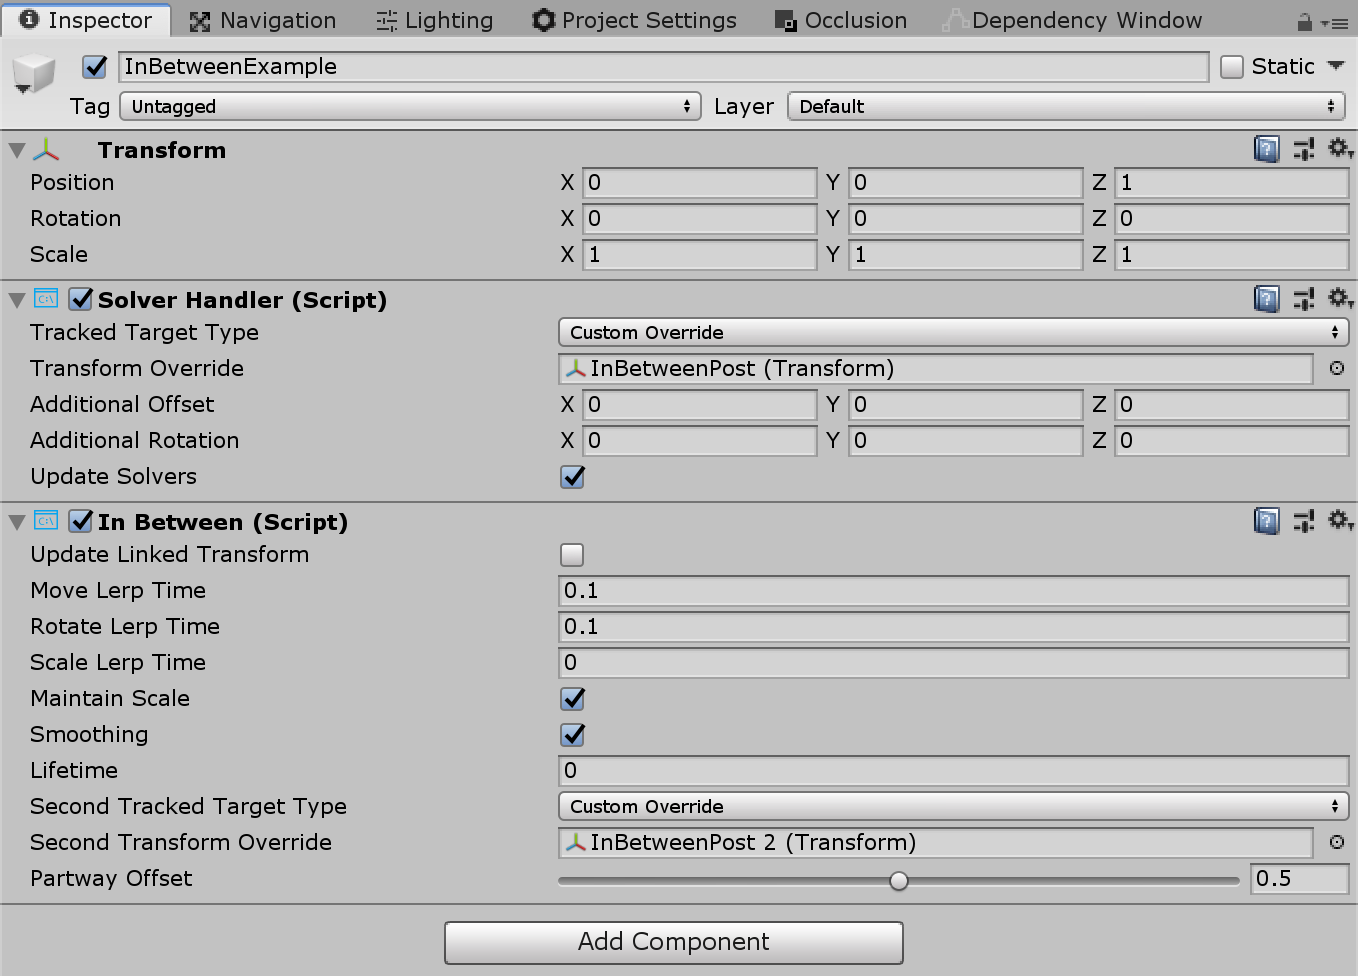 Inspector Navigation Lighting Project Settings Occlusion Dependency Window
InBetweenExample Static
Tag Untagged Layer Default
Transform
Position X 0 Y 0 Z 1
Rotation X 0 Y 0 Z 0
Scale X 1 Y 1 Z 1
Solver Handler (Script)
Tracked Target Type Custom Override
Transform Override InBetweenPost (Transform)
Additional Offset X 0 Y 0 Z 0
Additional Rotation X 0 Y 0 Z 0
Update Solvers
In Between (Script)
Update Linked Transform
Move Lerp Time 0.1
Rotate Lerp Time 0.1
Scale Lerp Time 0
Maintain Scale
Smoothing
Lifetime 0
Second Tracked Target Type Custom Override
Second Transform Override InBetweenPost 2 (Transform)
Partway Offset 0.5
Add Component